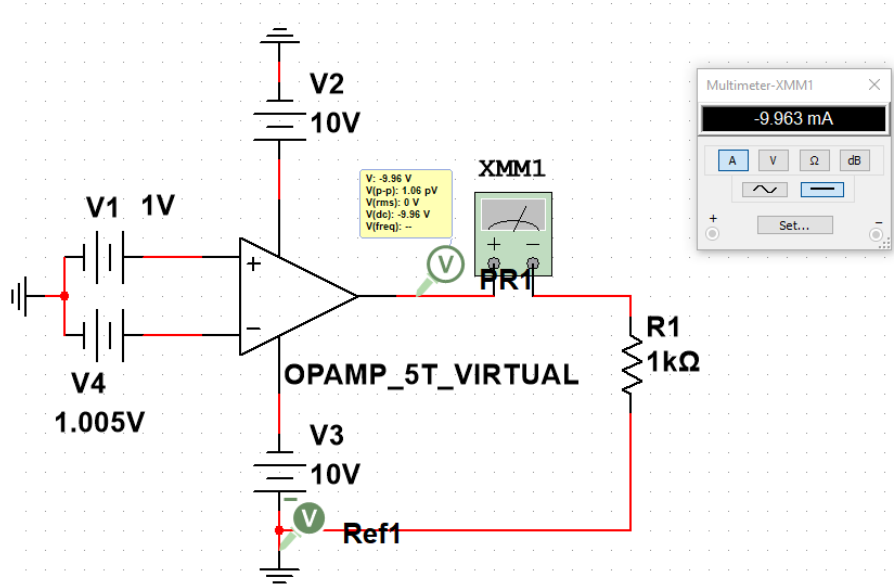 V2
10V
V: -9.96 V
V(p-p): 1.06 pV
V(rms): 0 V
V(dc): -9.96 V
V(freq): --
XMM1
Multimeter-XMM1
-9.963 mA
A V Ω dB
+ Set... −
V1 1V
+
−
V
+ −
PR1
R1
1kΩ
OPAMP_5T_VIRTUAL
V4
1.005V
V3
10V
−
V
Ref1